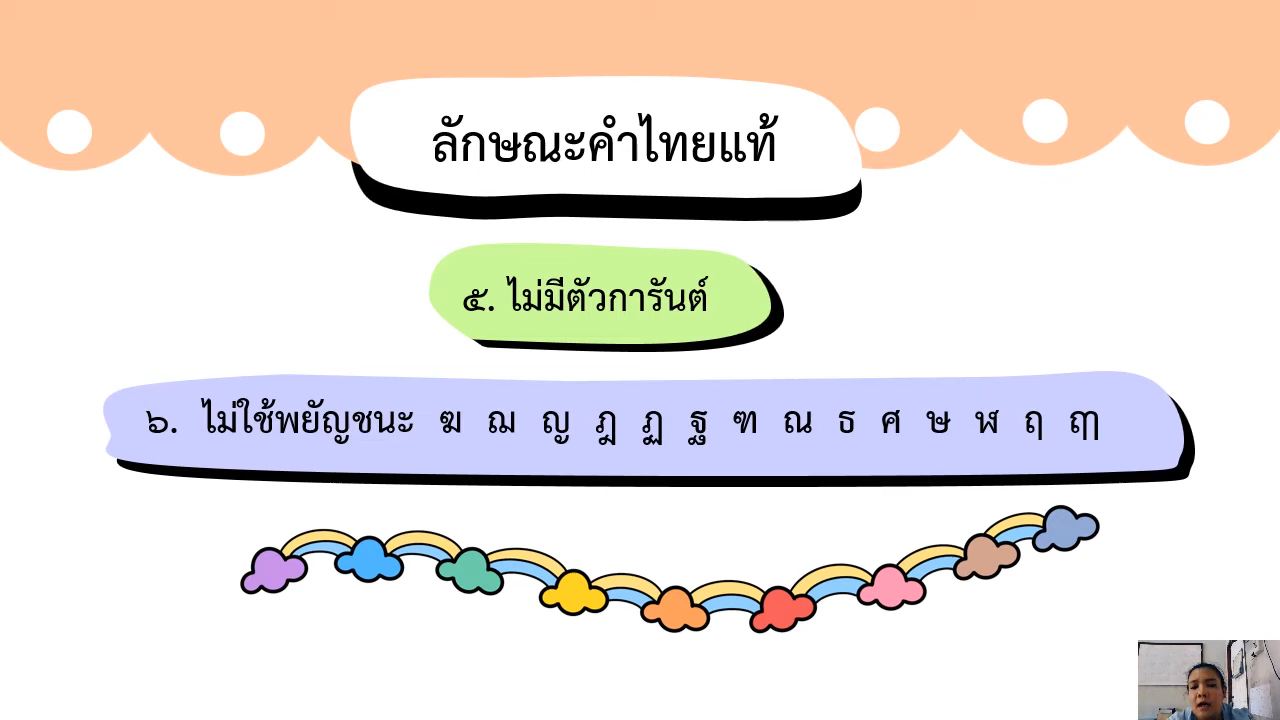 ลักษณะคำไทยแท้
๕. ไม่มีตัวการันต์
๖. ไม่ใช้พยัญชนะ ฆ ฌ ญ ฎ ฏ ฐ ฑ ณ ธ ศ ษ ฬ ฤ ฦๅ